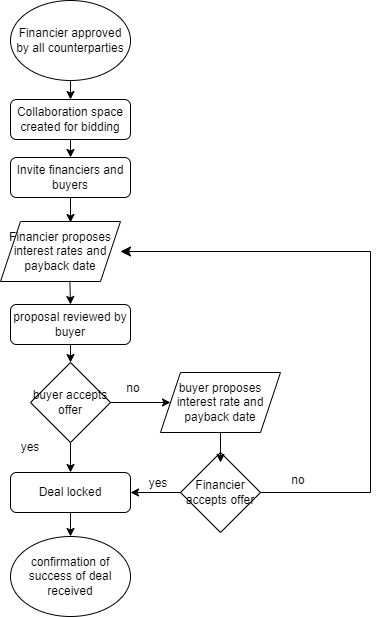 Financier approved
by all counterparties
Collaboration space
created for bidding
Invite financiers and
buyers
Financier proposes
interest rates and
payback date
proposal reviewed by
buyer
buyer accepts
offer
no
buyer proposes
interest rate and
payback date
yes
Financier
accepts offer
yes
no
Deal locked
confirmation of
success of deal
received